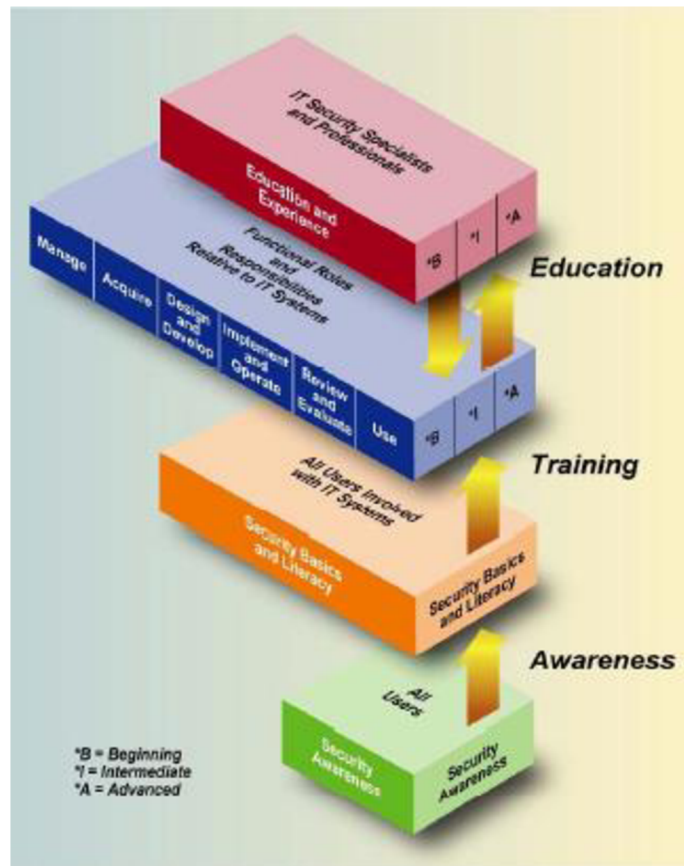 IT Security Specialists
and Professionals
Education and
Experience
*B
*I
*A
Education
Functional Roles
and
Responsibilities
Relative to IT Systems
Manage
Acquire
Design
and
Develop
Implement
and
Operate
Review
and
Evaluate
Use
*B
*I
*A
Training
All Users Involved
with IT Systems
Security Basics
and Literacy
Security Basics
and Literacy
Awareness
All
Users
Security
Awareness
Security
Awareness
*B = Beginning
*I = Intermediate
*A = Advanced